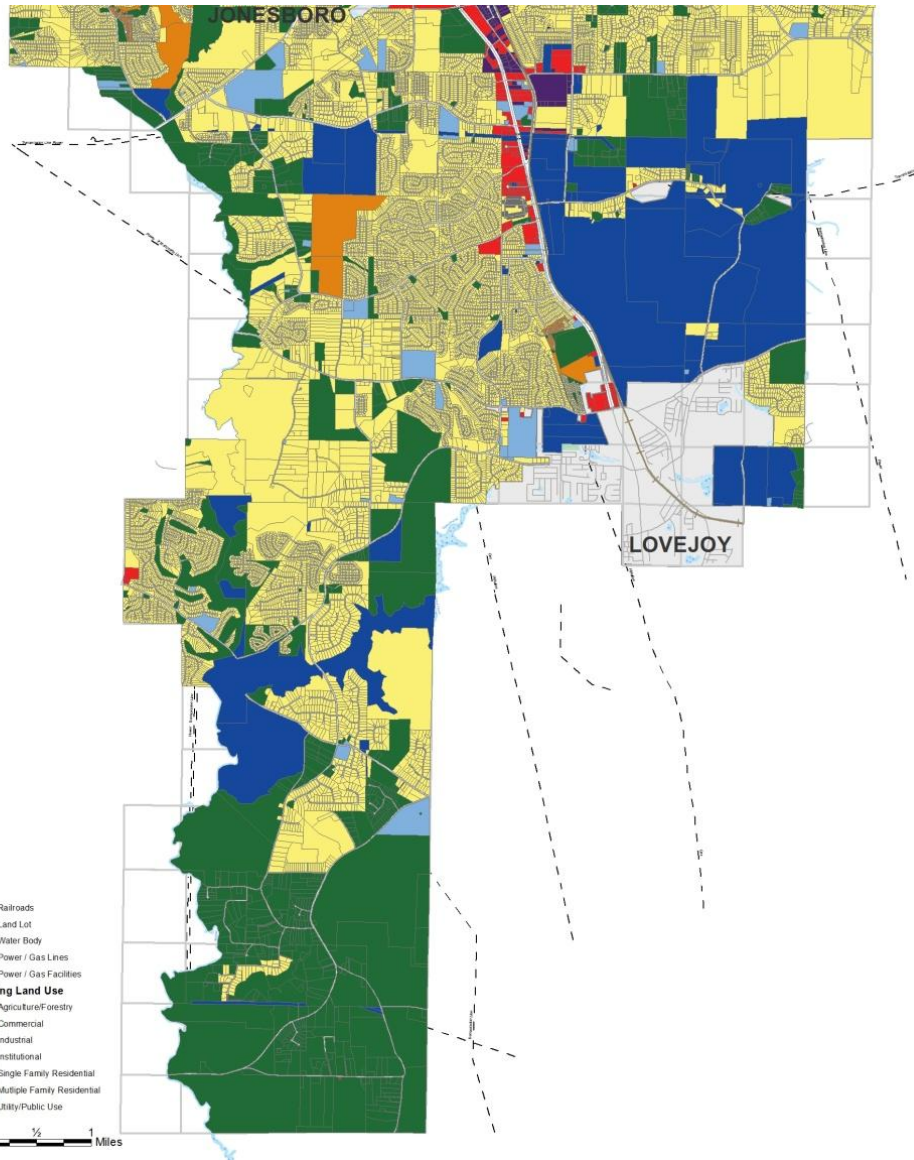 JONESBORO
LOVEJOY
Railroads
Land Lot
Water Body
Power / Gas Lines
Power / Gas Facilities
ng Land Use
Agriculture/Forestry
Commercial
ndustrial
nstitutional
Single Family Residential
Mutliple Family Residential
Utility/Public Use
½ 1
Miles